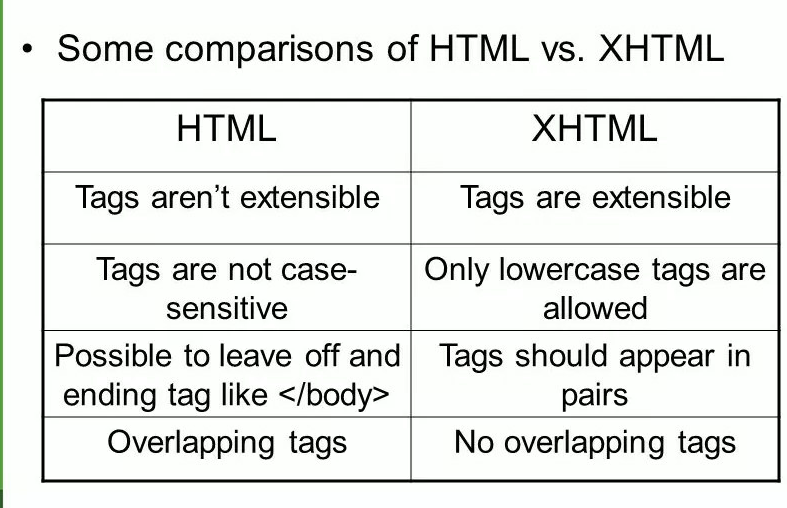 • Some comparisons of HTML vs. XHTML
HTML
XHTML
Tags aren’t extensible
Tags are extensible
Tags are not case-
sensitive
Only lowercase tags are
allowed
Possible to leave off and
ending tag like </body>
Tags should appear in
pairs
Overlapping tags
No overlapping tags